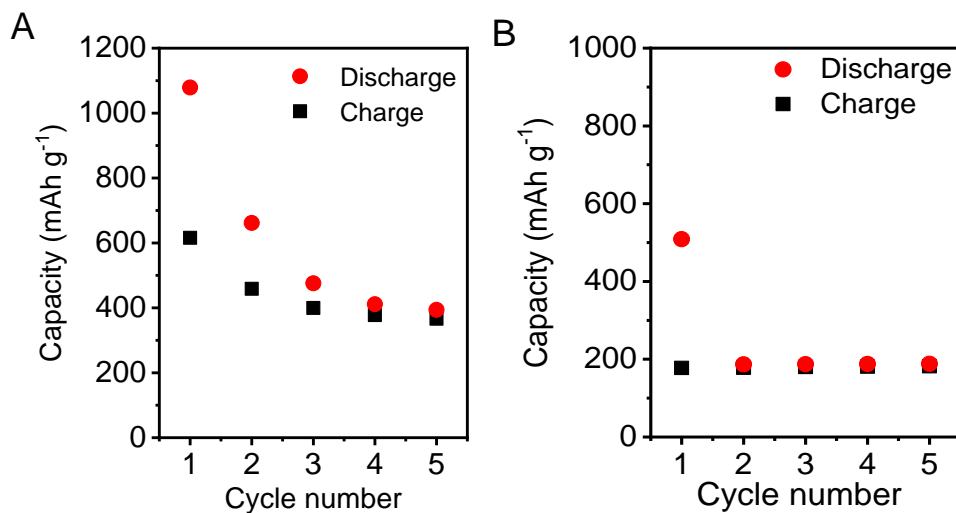 A
1200
1000
800
600
400
200
0
Capacity (mAh g⁻¹)
Discharge
Charge
1 2 3 4 5
Cycle number
B
1000
800
600
400
200
0
Capacity (mAh g⁻¹)
Discharge
Charge
1 2 3 4 5
Cycle number